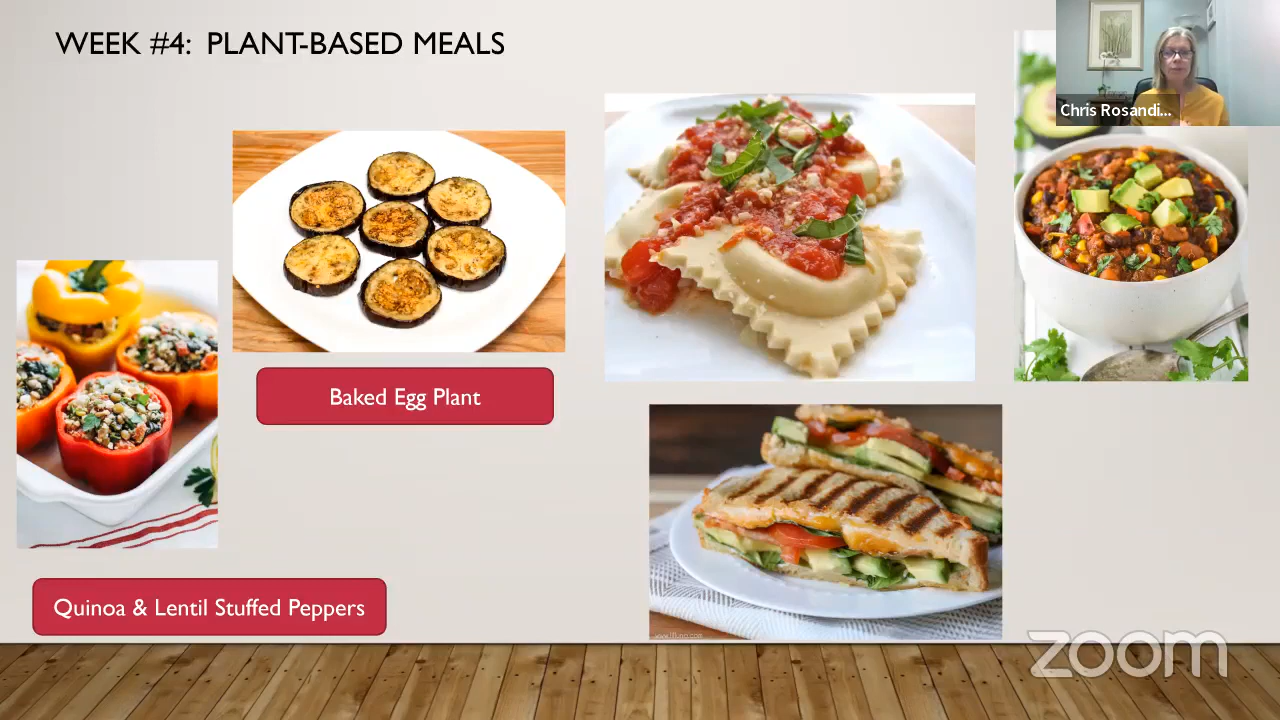 WEEK #4: PLANT-BASED MEALS
Chris Rosandi...
Baked Egg Plant
Quinoa & Lentil Stuffed Peppers
zoom